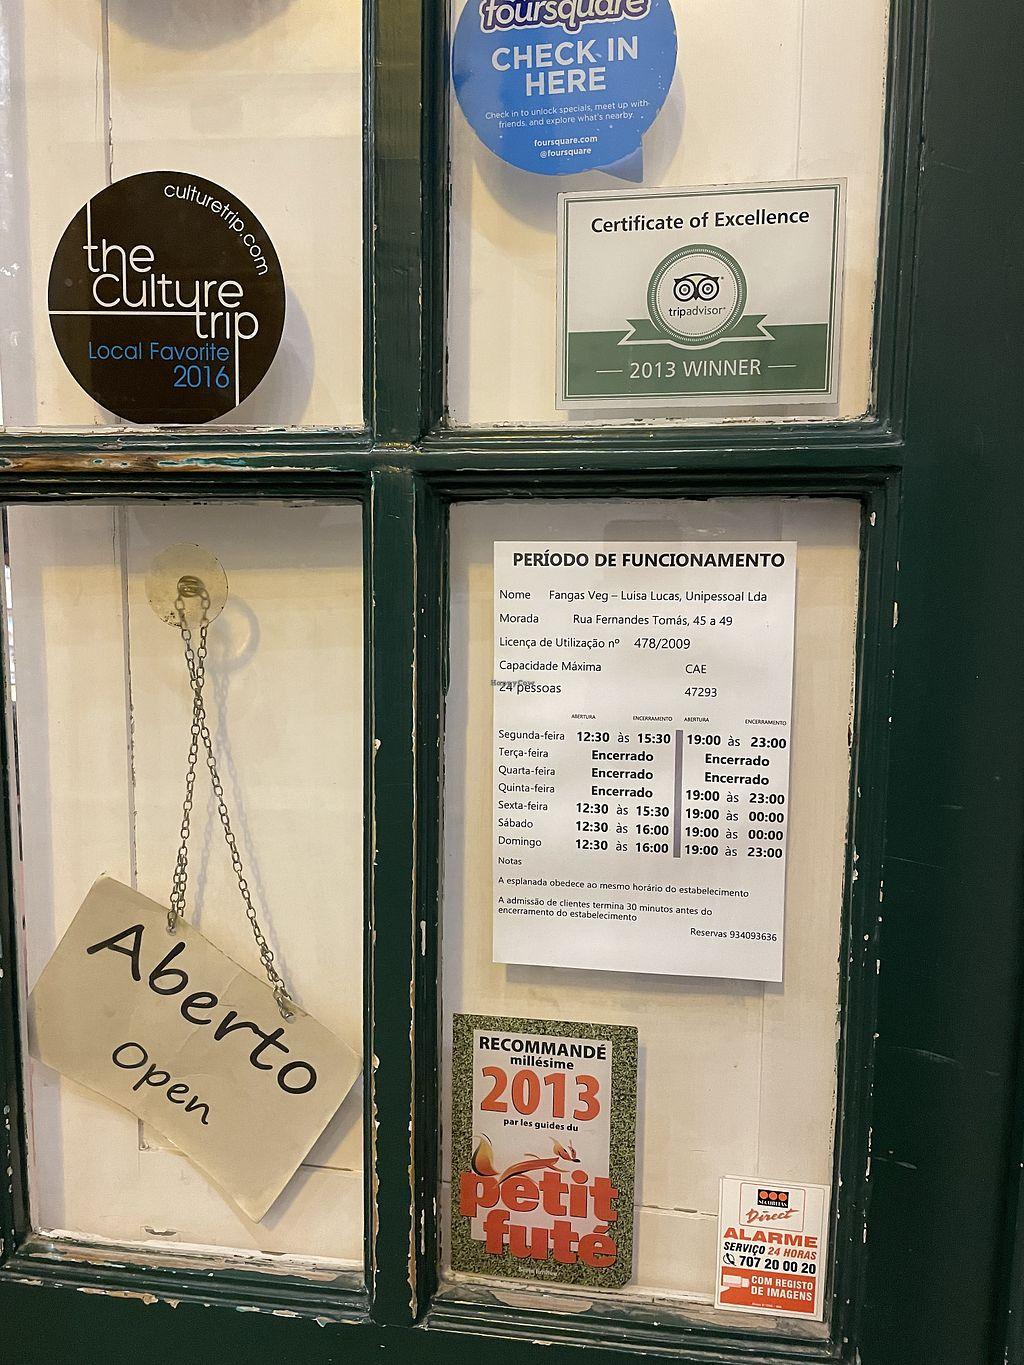 foursquare
CHECK IN
HERE
Check in to unlock specials, meet up with
friends, and explore what's nearby.
foursquare.com
@foursquare
culturetrip.com
the
culture
trip
Local Favorite
2016
Certificate of Excellence
tripadvisor®
2013 WINNER
PERÍODO DE FUNCIONAMENTO
Nome Fangas Veg – Luisa Lucas, Unipessoal Lda
Morada Rua Fernandes Tomás, 45 a 49
Licença de Utilização nº 478/2009
Capacidade Máxima CAE
HappyCow
24 pessoas 47293
ABERTURA ENCERRAMENTO ABERTURA ENCERRAMENTO
Segunda-feira 12:30 às 15:30 19:00 às 23:00
Terça-feira Encerrado Encerrado
Quarta-feira Encerrado Encerrado
Quinta-feira Encerrado 19:00 às 23:00
Sexta-feira 12:30 às 15:30 19:00 às 00:00
Sábado 12:30 às 16:00 19:00 às 00:00
Domingo 12:30 às 16:00 19:00 às 23:00
Notas
A esplanada obedece ao mesmo horário do estabelecimento
A admissão de clientes termina 30 minutos antes do
encerramento do estabelecimento
Reservas 934093636
Aberto
Open
RECOMMANDÉ
millésime
2013
par les guides du
petit
futé
SECURITAS
Direct
ALARME
SERVIÇO 24 HORAS
707 20 00 20
COM REGISTO
DE IMAGENS